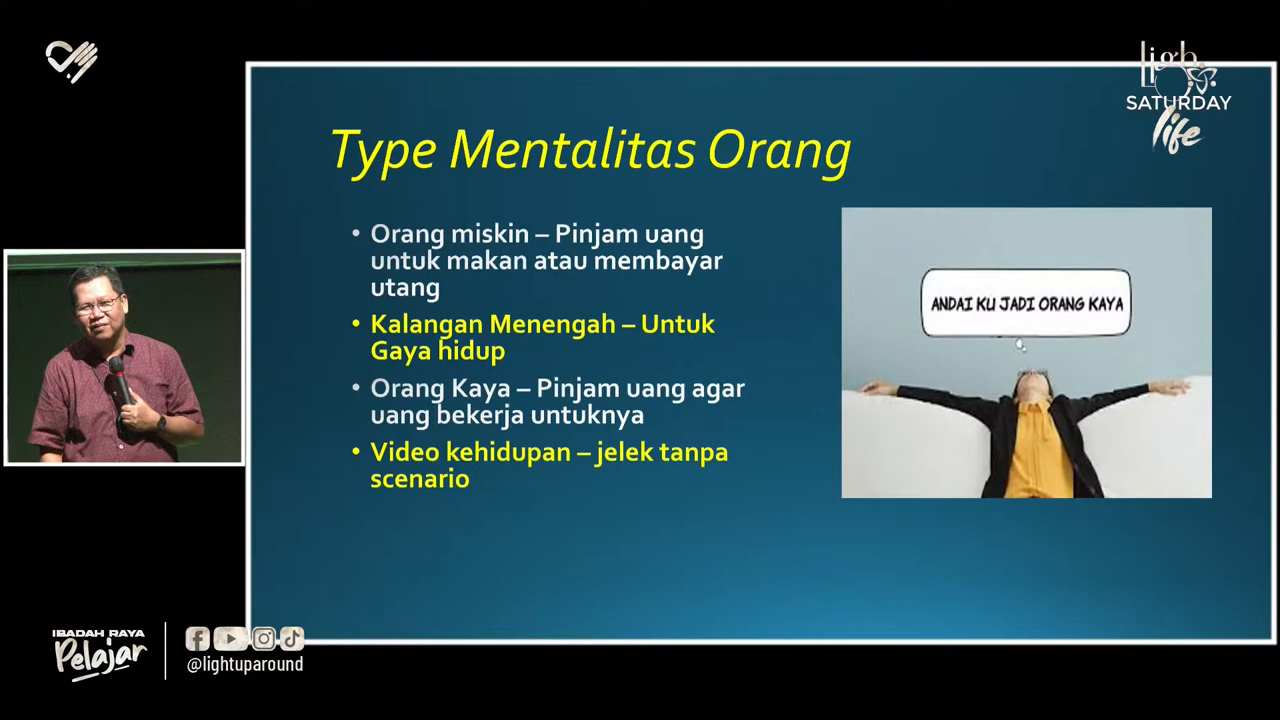 Light
SATURDAY
life
Type Mentalitas Orang
• Orang miskin – Pinjam uang
untuk makan atau membayar
utang
• Kalangan Menengah – Untuk
Gaya hidup
• Orang Kaya – Pinjam uang agar
uang bekerja untuknya
• Video kehidupan – jelek tanpa
scenario
ANDAI KU JADI ORANG KAYA
IBADAH RAYA
Pelajar
@lightuparound